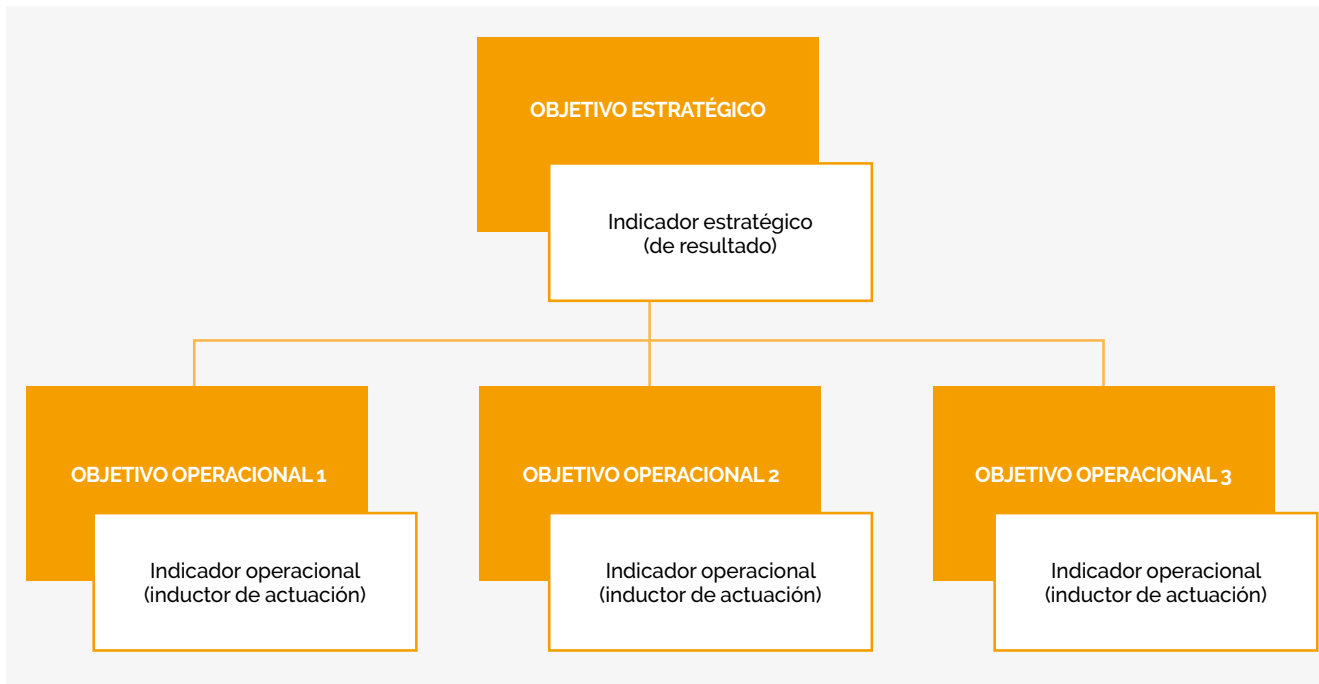 OBJETIVO ESTRATÉGICO
Indicador estratégico
(de resultado)
OBJETIVO OPERACIONAL 1
Indicador operacional
(inductor de actuación)
OBJETIVO OPERACIONAL 2
Indicador operacional
(inductor de actuación)
OBJETIVO OPERACIONAL 3
Indicador operacional
(inductor de actuación)